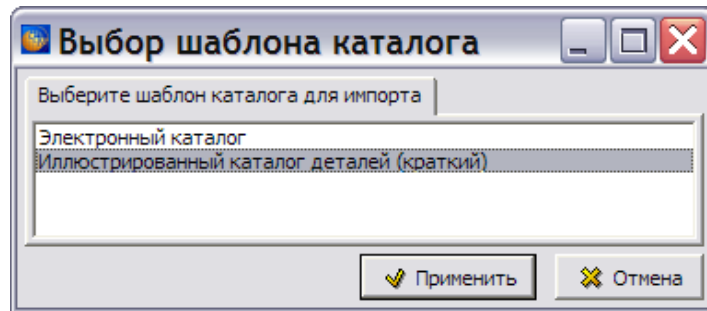 Выбор шаблона каталога
Выберите шаблон каталога для импорта
Электронный каталог
Иллюстрированный каталог деталей (краткий)
Применить Отмена